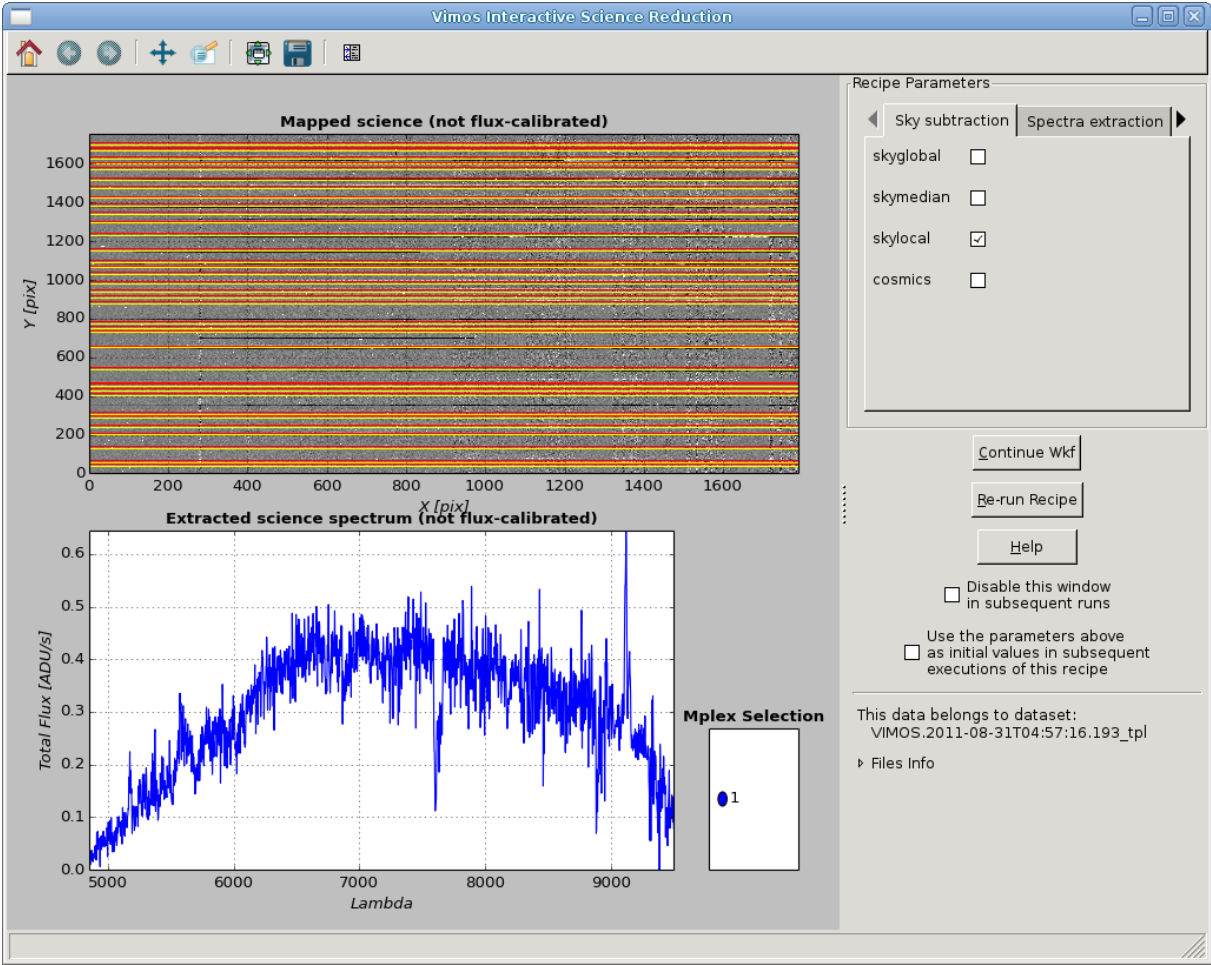 Vimos Interactive Science Reduction
Recipe Parameters
Sky subtraction
Spectra extraction
skyglobal
skymedian
skylocal
cosmics
Mapped science (not flux-calibrated)
Y [pix]
1600
1400
1200
1000
800
600
400
200
0
0 200 400 600 800 1000 1200 1400 1600
X [pix]
Extracted science spectrum (not flux-calibrated)
Total Flux [ADU/s]
0.6
0.5
0.4
0.3
0.2
0.1
0.0
5000 6000 7000 8000 9000
Lambda
Mplex Selection
1
Continue Wkf
Re-run Recipe
Help
Disable this window
in subsequent runs
Use the parameters above
as initial values in subsequent
executions of this recipe
This data belongs to dataset:
VIMOS.2011-08-31T04:57:16.193_tpl
Files Info